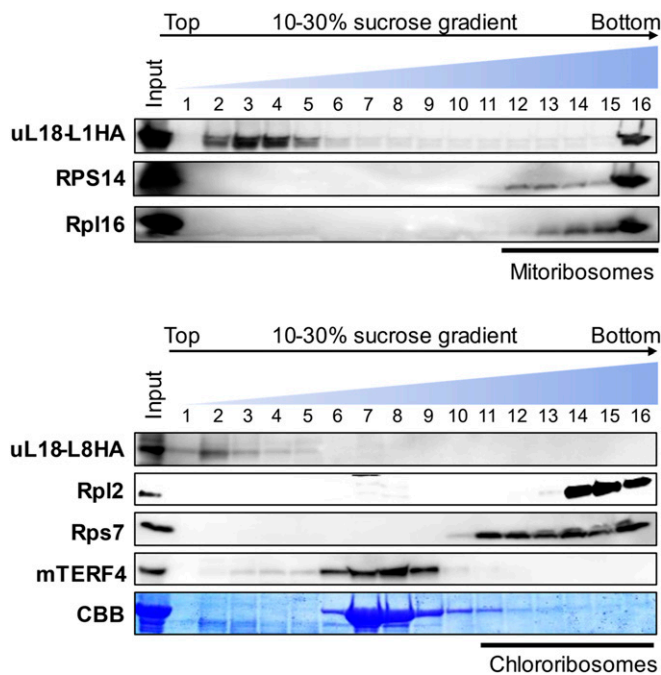 Top 10-30% sucrose gradient Bottom
Input 1 2 3 4 5 6 7 8 9 10 11 12 13 14 15 16
uL18-L1HA
RPS14
Rpl16
Mitoribosomes
Top 10-30% sucrose gradient Bottom
Input 1 2 3 4 5 6 7 8 9 10 11 12 13 14 15 16
uL18-L8HA
Rpl2
Rps7
mTERF4
CBB
Chlororibosomes